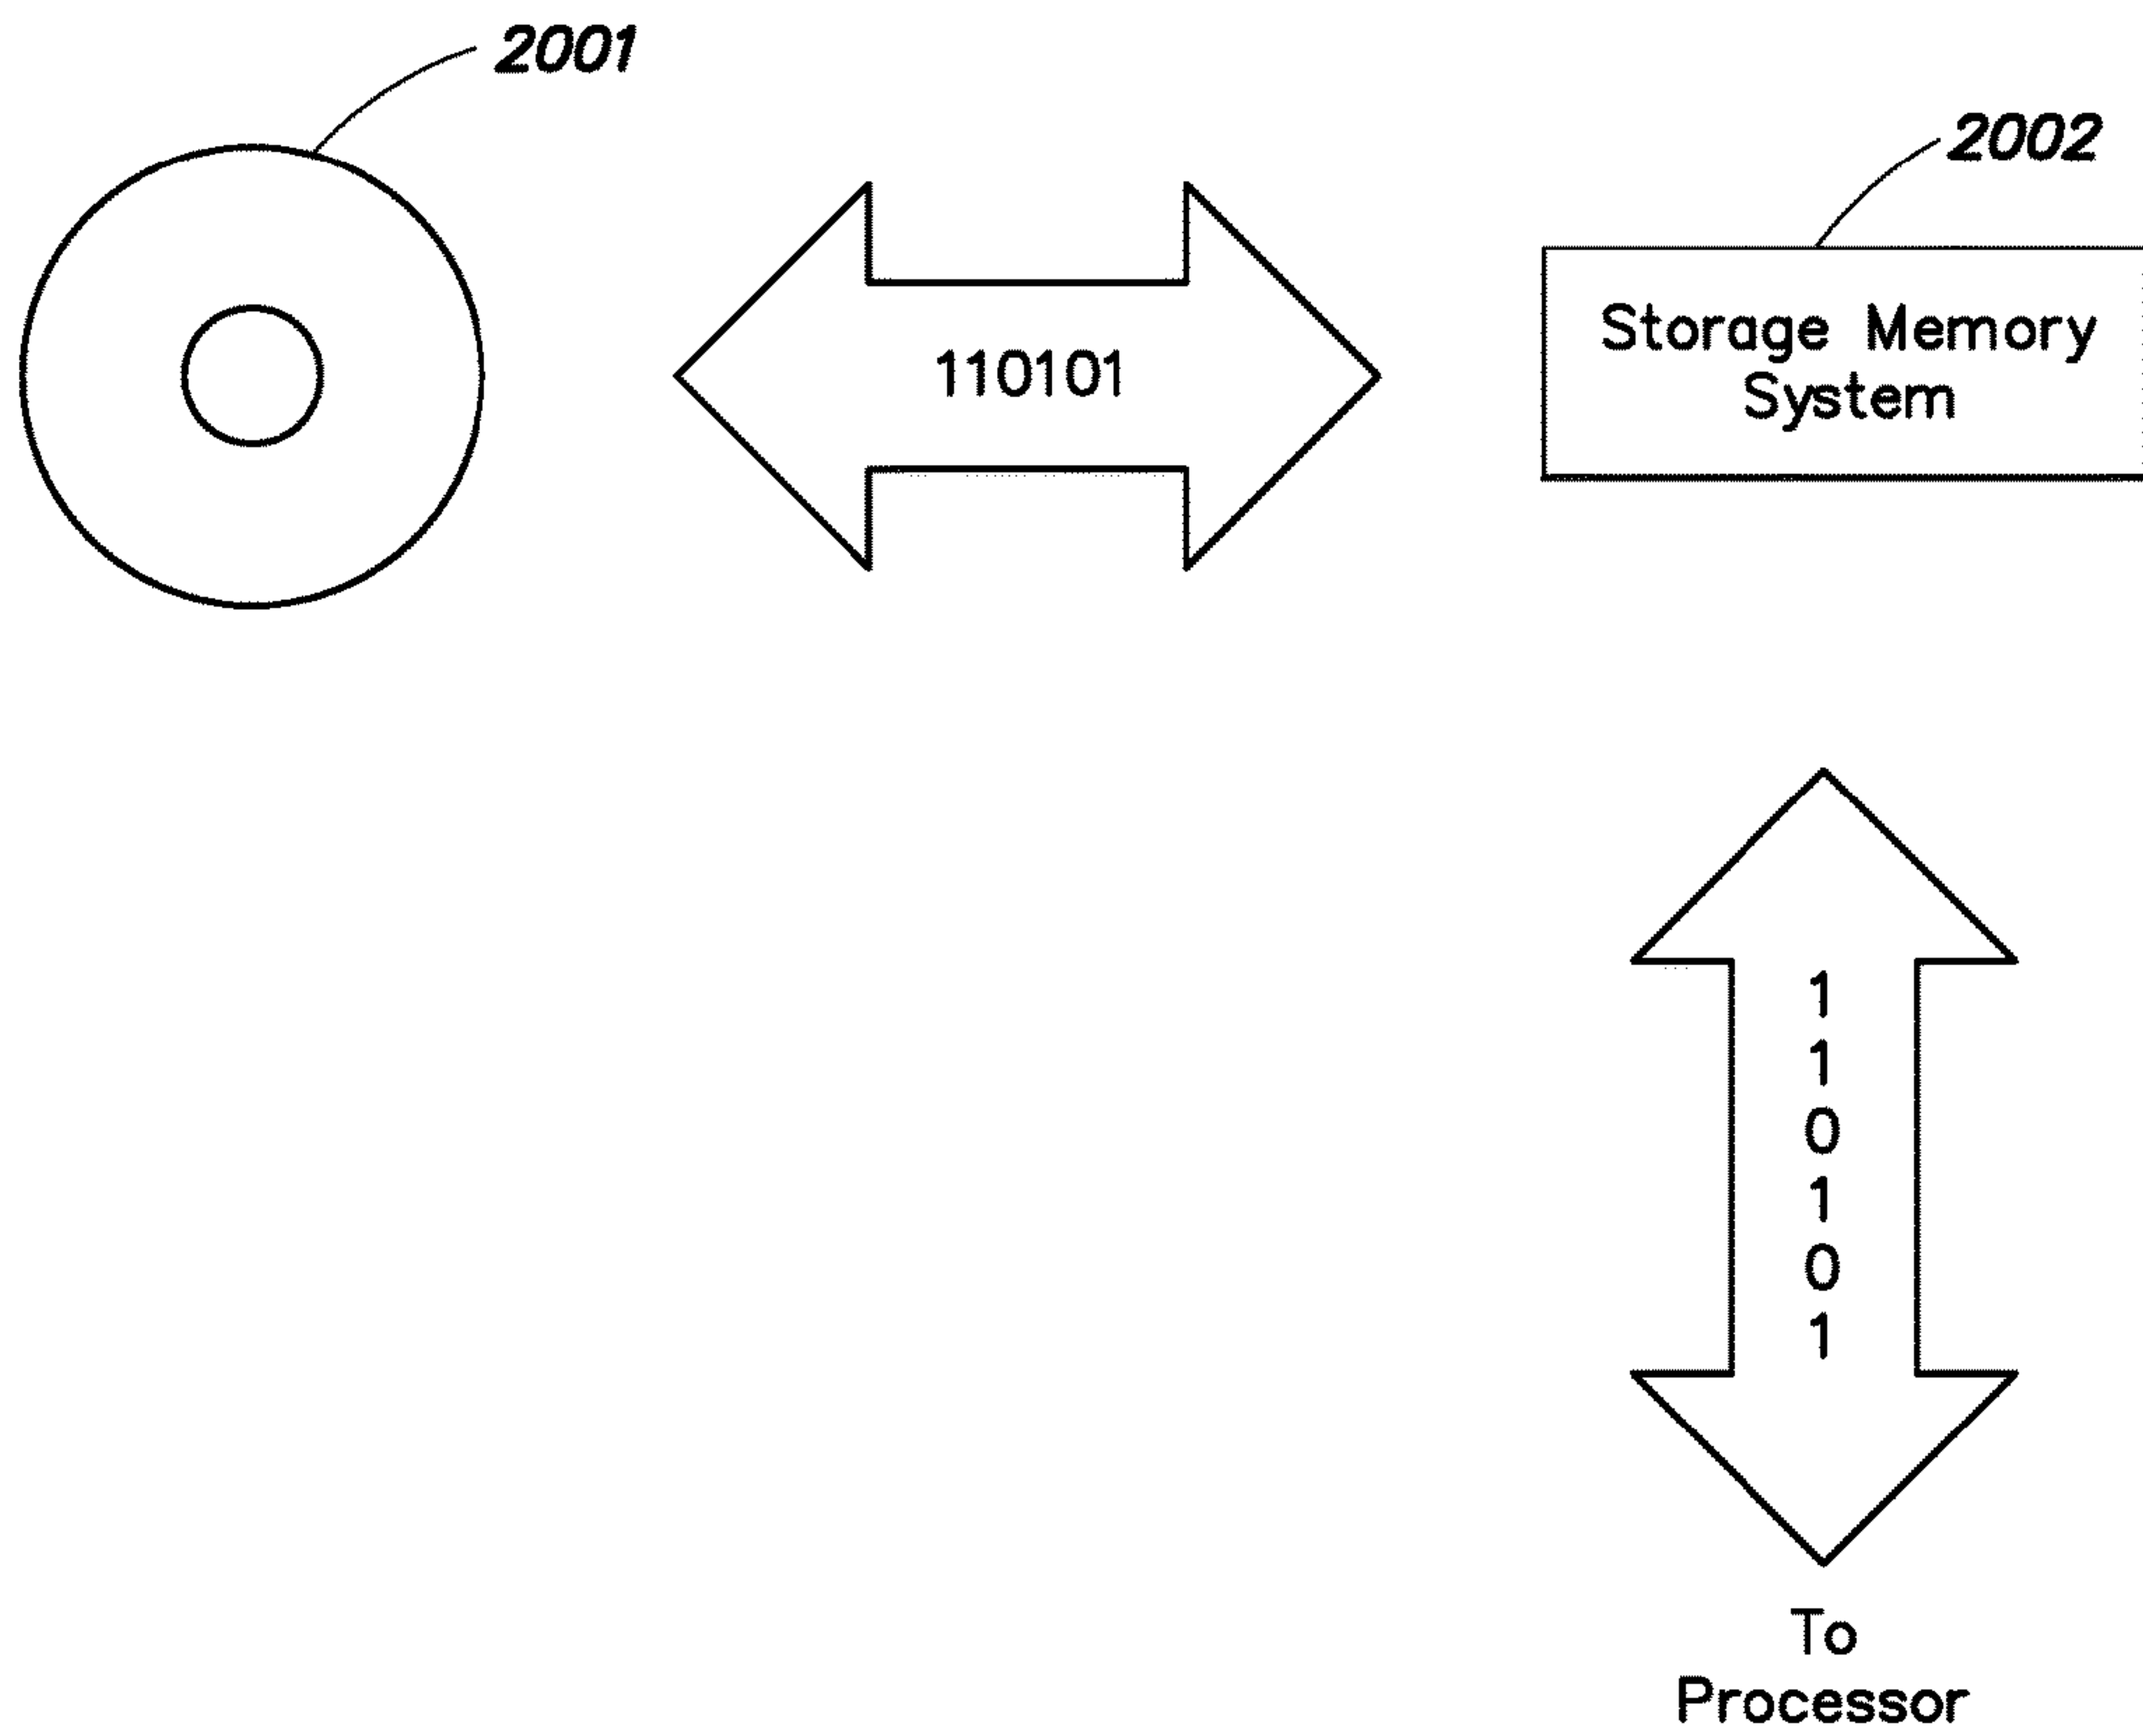 2001
2002
110101
Storage Memory
System
1
1
0
1
0
1
To
Processor